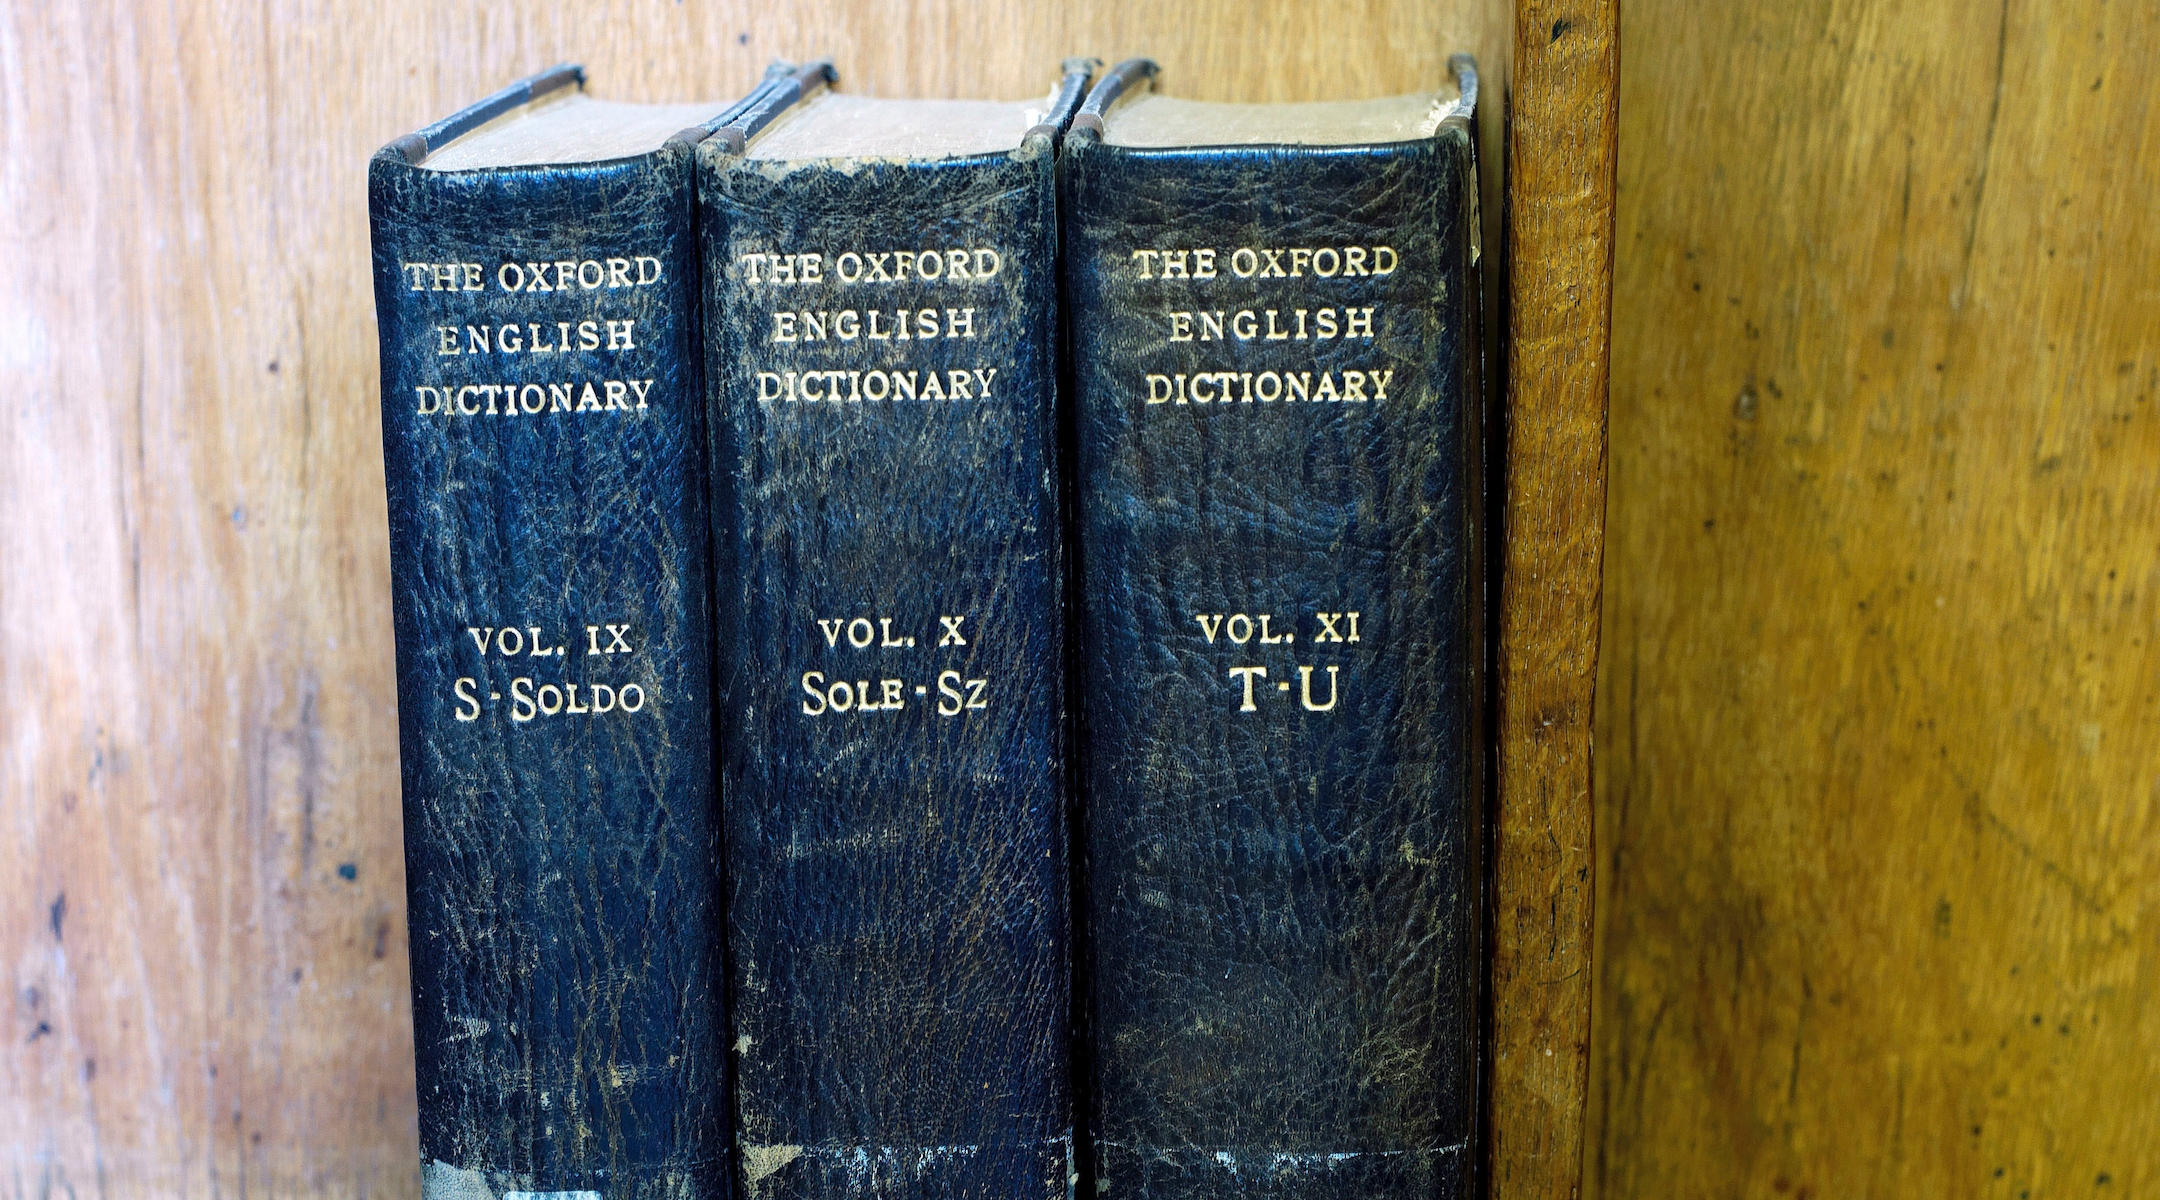 THE OXFORD
ENGLISH
DICTIONARY
VOL. IX
S-SOLDO
THE OXFORD
ENGLISH
DICTIONARY
VOL. X
SOLE-SZ
THE OXFORD
ENGLISH
DICTIONARY
VOL. XI
T-U